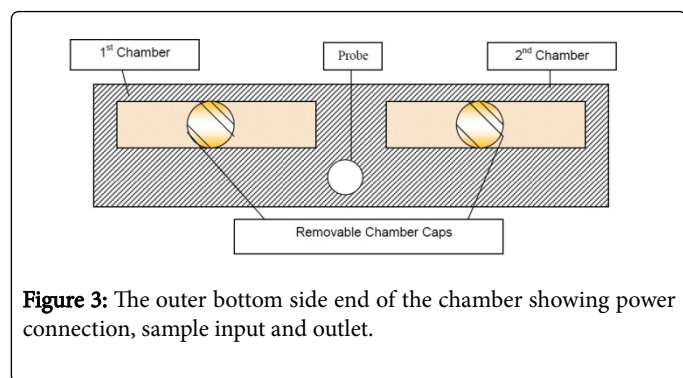 1st Chamber
Probe
2nd Chamber
Removable Chamber Caps
Figure 3: The outer bottom side end of the chamber showing power
connection, sample input and outlet.